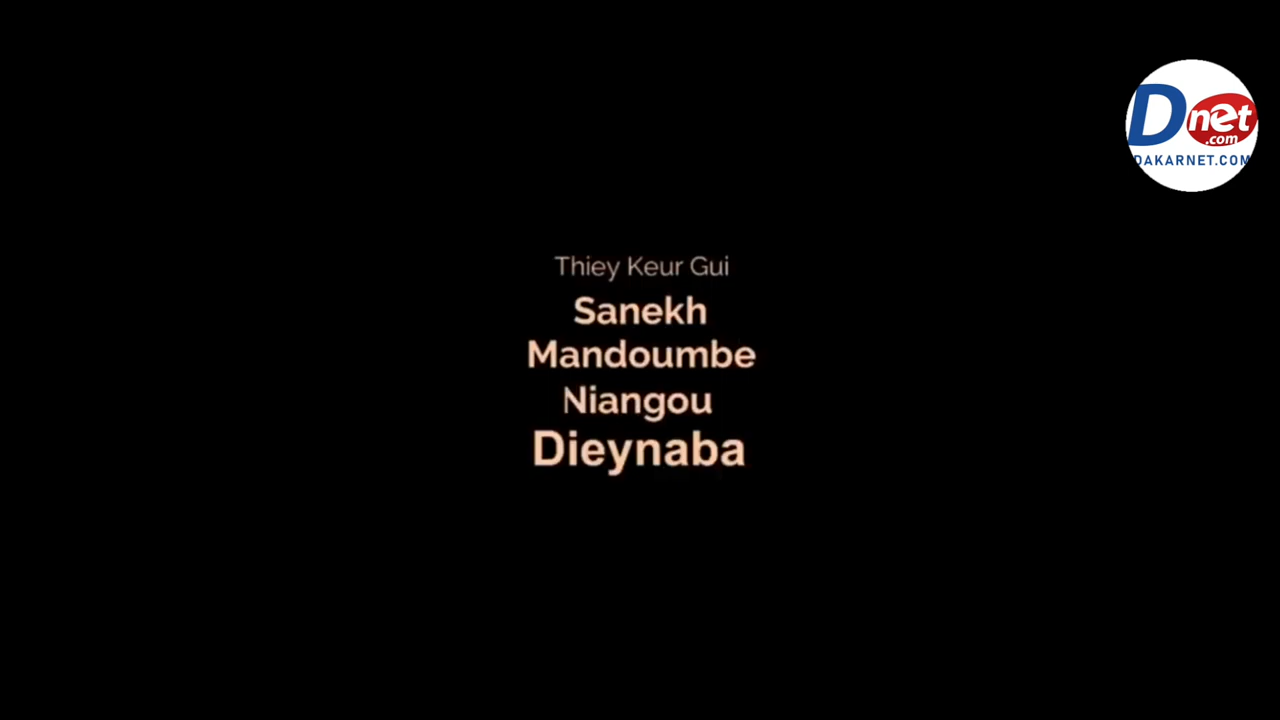 Dnet
.com
DAKARNET.COM
Thiey Keur Gui
Sanekh
Mandoumbe
Niangou
Dieynaba